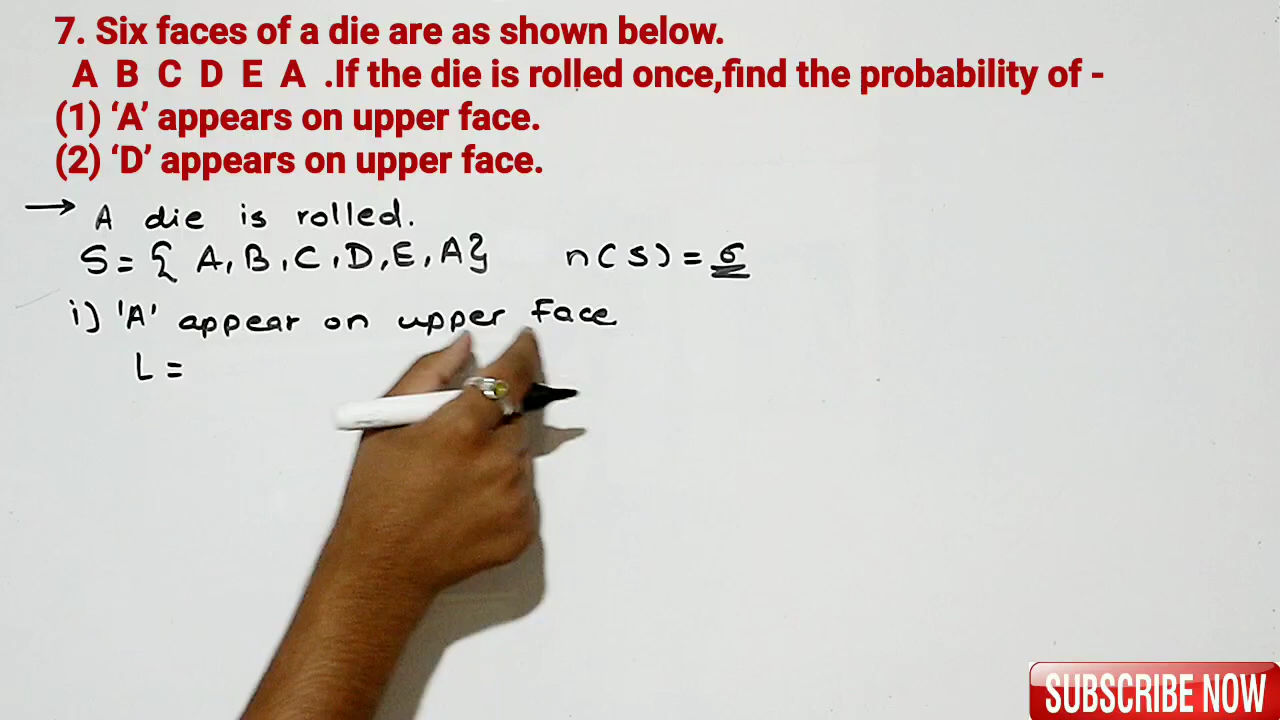 7. Six faces of a die are as shown below.
A B C D E A .If the die is rolled once,find the probability of -
(1) ‘A’ appears on upper face.
(2) ‘D’ appears on upper face.
→ A die is rolled.
S = { A, B, C, D, E, A} n(S) = 6
i) 'A' appear on upper Face
L =
SUBSCRIBE NOW